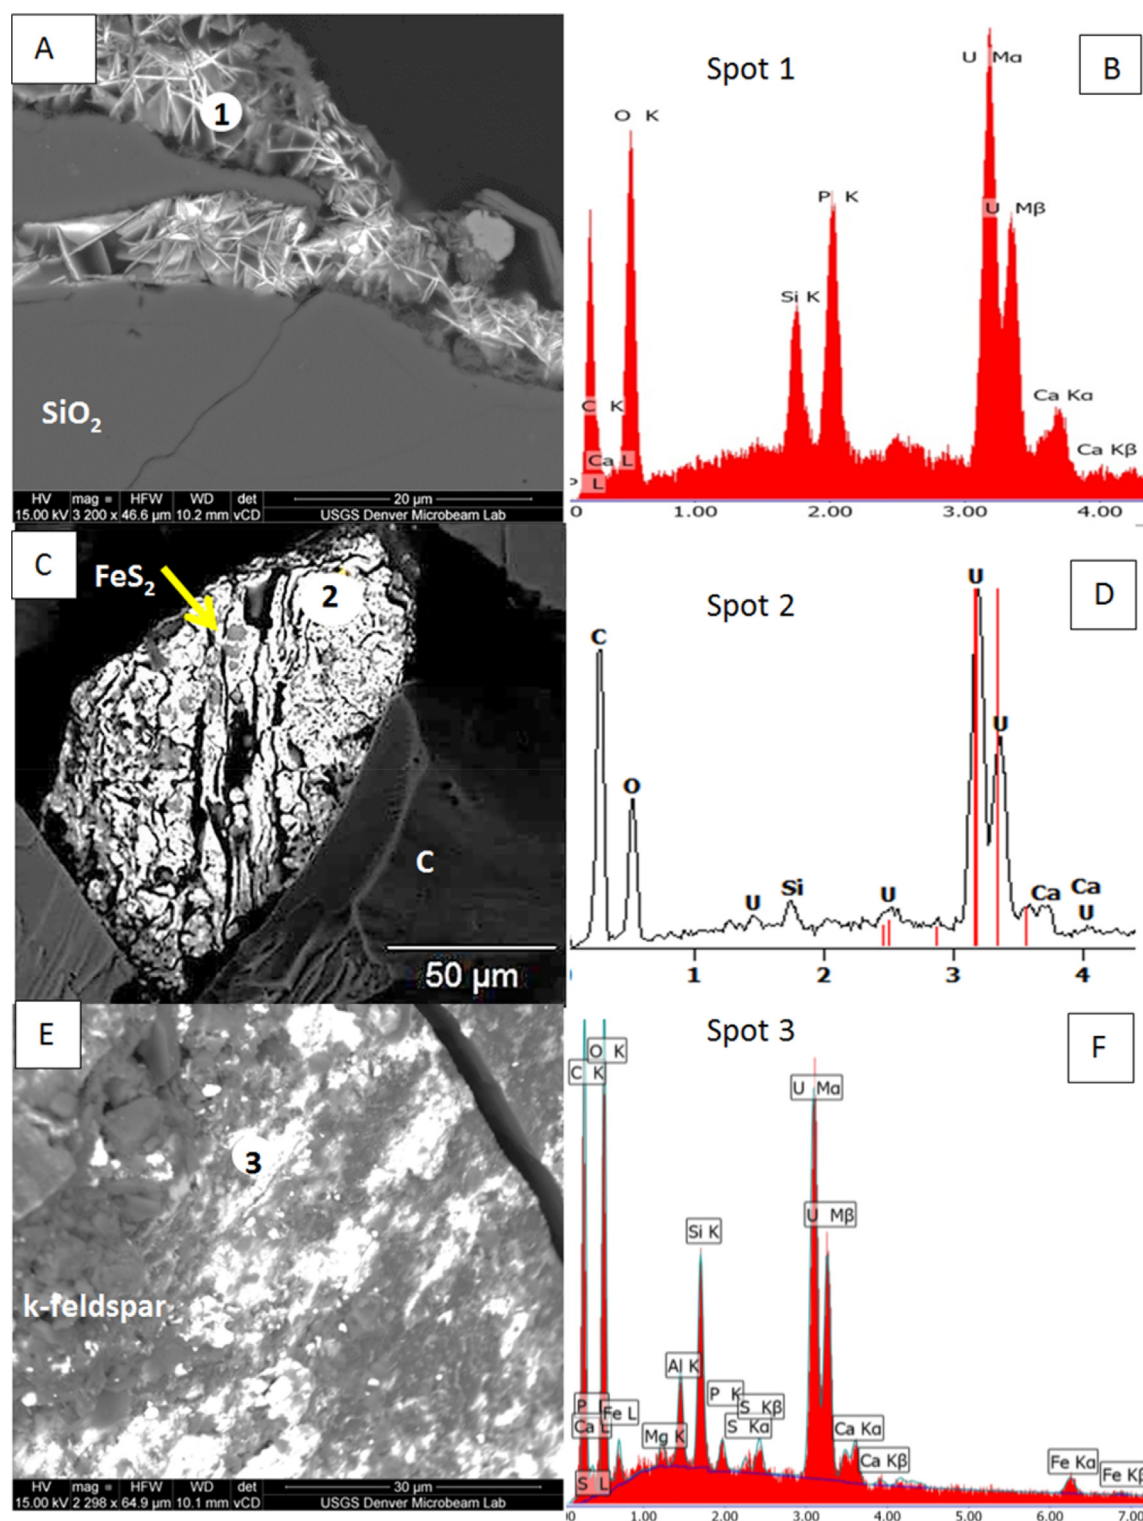 A
1
SiO2
HV mag HFW WD det 20 µm
15.00 kV 3 200 x 46.6 µm 10.2 mm vCD USGS Denver Microbeam Lab
Spot 1
B
U Mα
O K
P K
U Mβ
Si K
Ca Kα
C K
Ca L
Ca Kβ
P L
0 1.00 2.00 3.00 4.00
C
FeS2
2
C
50 µm
Spot 2
D
U
C
U
O
U Si U Ca Ca
U
1 2 3 4
E
3
k-feldspar
HV mag HFW WD det 30 µm
15.00 kV 2 298 x 64.9 µm 10.1 mm vCD USGS Denver Microbeam Lab
Spot 3
F
O K
C K
U Mα
U Mβ
Si K
Al K
P K
S Kβ
S Kα
P L
Ca L
Fe L
Mg K
Ca Kα
Ca Kβ
S L
Fe Kα
Fe Kβ
0 1.00 2.00 3.00 4.00 5.00 6.00 7.0